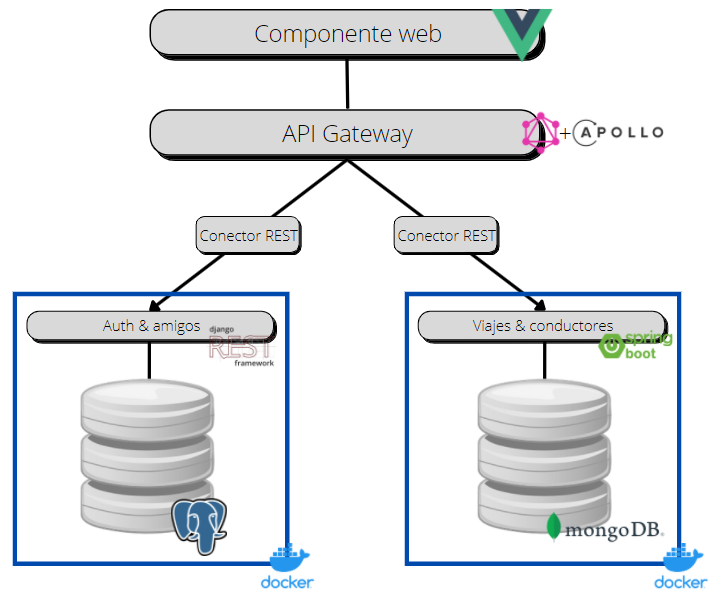 Componente web
API Gateway
+ APOLLO
Conector REST
Conector REST
Auth & amigos
django
REST
framework
Viajes & conductores
spring
boot
mongoDB.
docker
docker